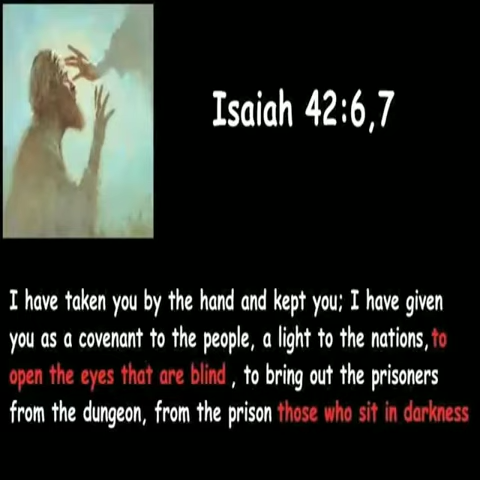 Isaiah 42:6,7
I have taken you by the hand and kept you; I have given
you as a covenant to the people, a light to the nations,to
open the eyes that are blind , to bring out the prisoners
from the dungeon, from the prison those who sit in darkness